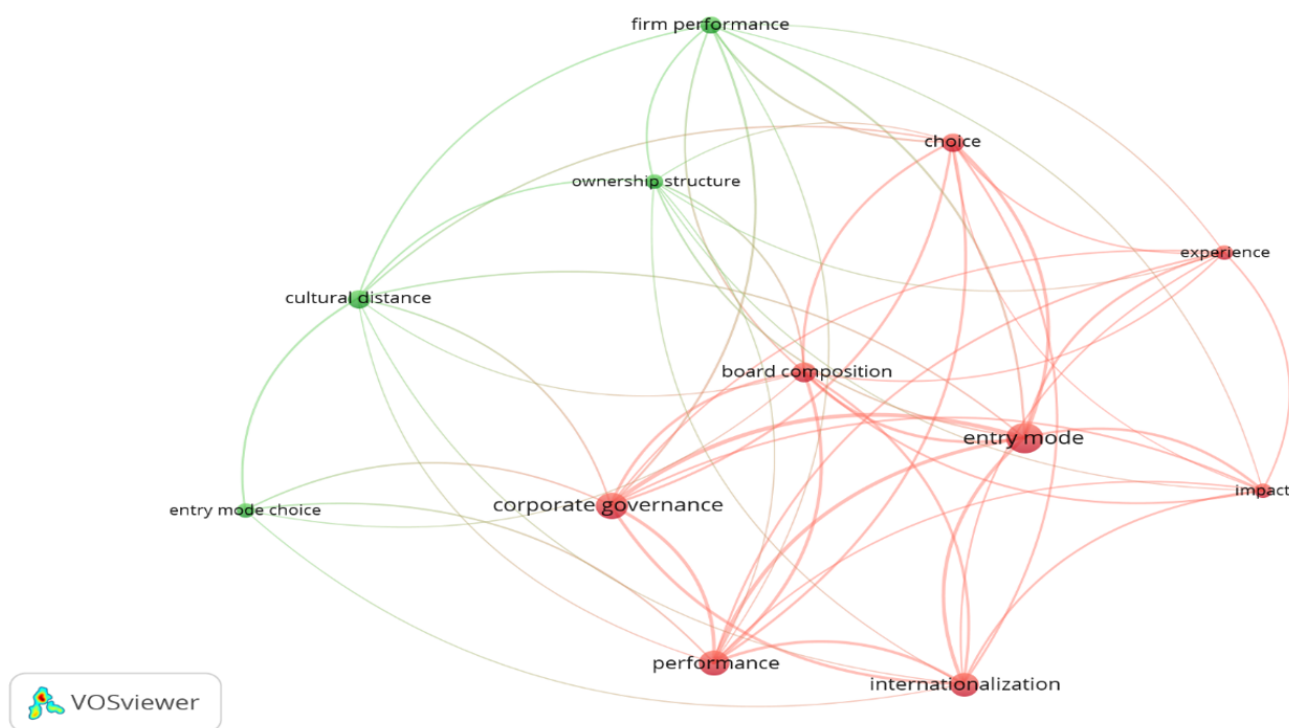 firm performance
choice
ownership structure
experience
cultural distance
board composition
entry mode
impact
corporate governance
entry mode choice
performance
internationalization
VOSviewer